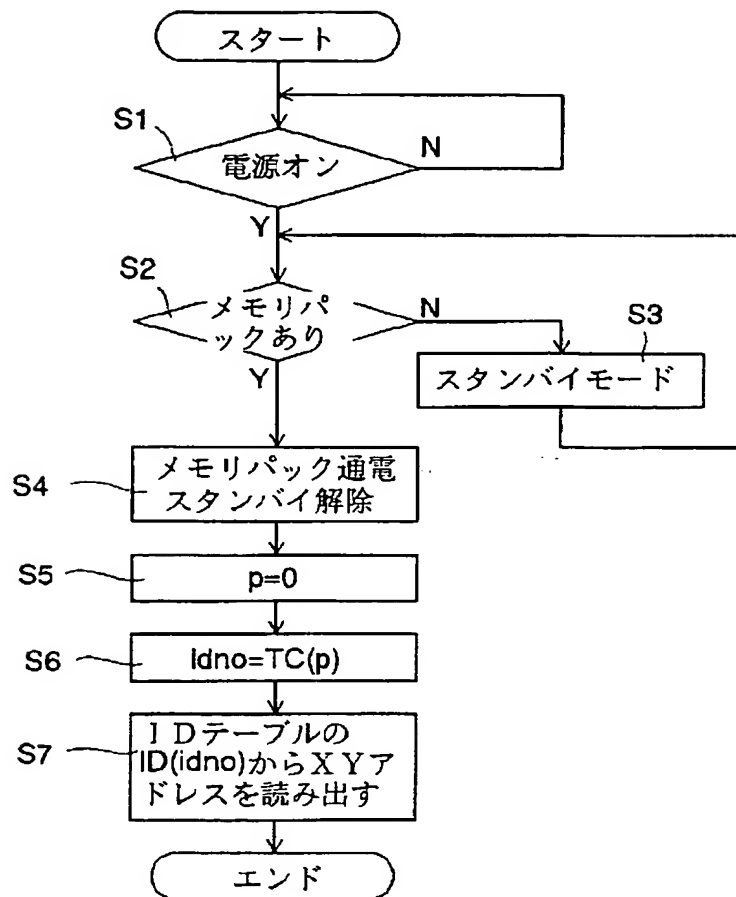 スタート
S1
電源オン
N
Y
S2
メモリパ
ックあり
N
Y
S3
スタンバイモード
S4
メモリパック通電
スタンバイ解除
S5
p=0
S6
idno=TC(p)
S7
IDテーブルの
ID(idno)からXYア
ドレスを読み出す
エンド